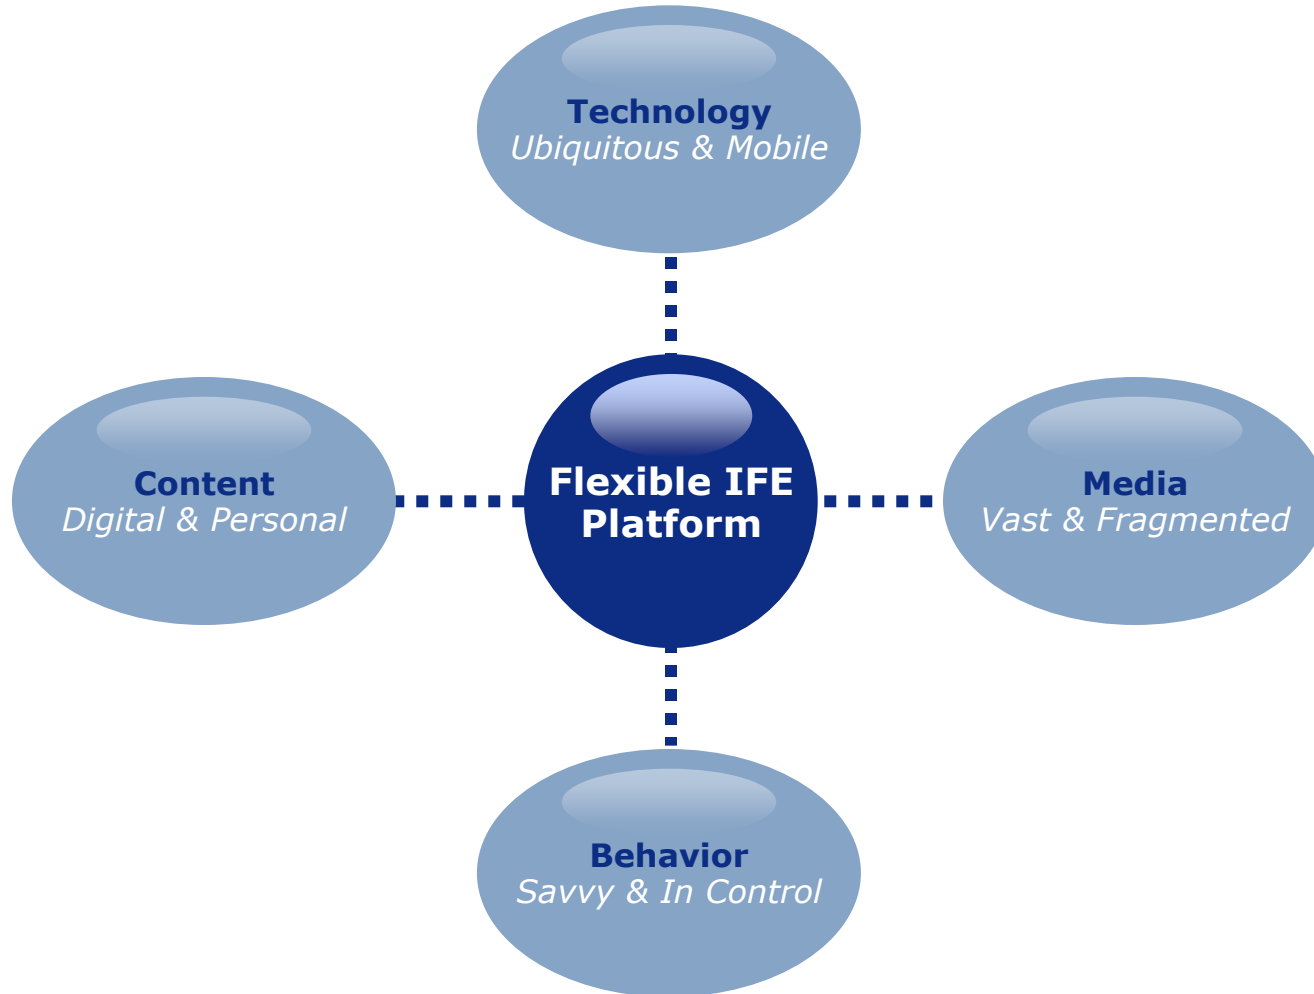 Technology
Ubiquitous & Mobile
Content
Digital & Personal
Flexible IFE
Platform
Media
Vast & Fragmented
Behavior
Savvy & In Control